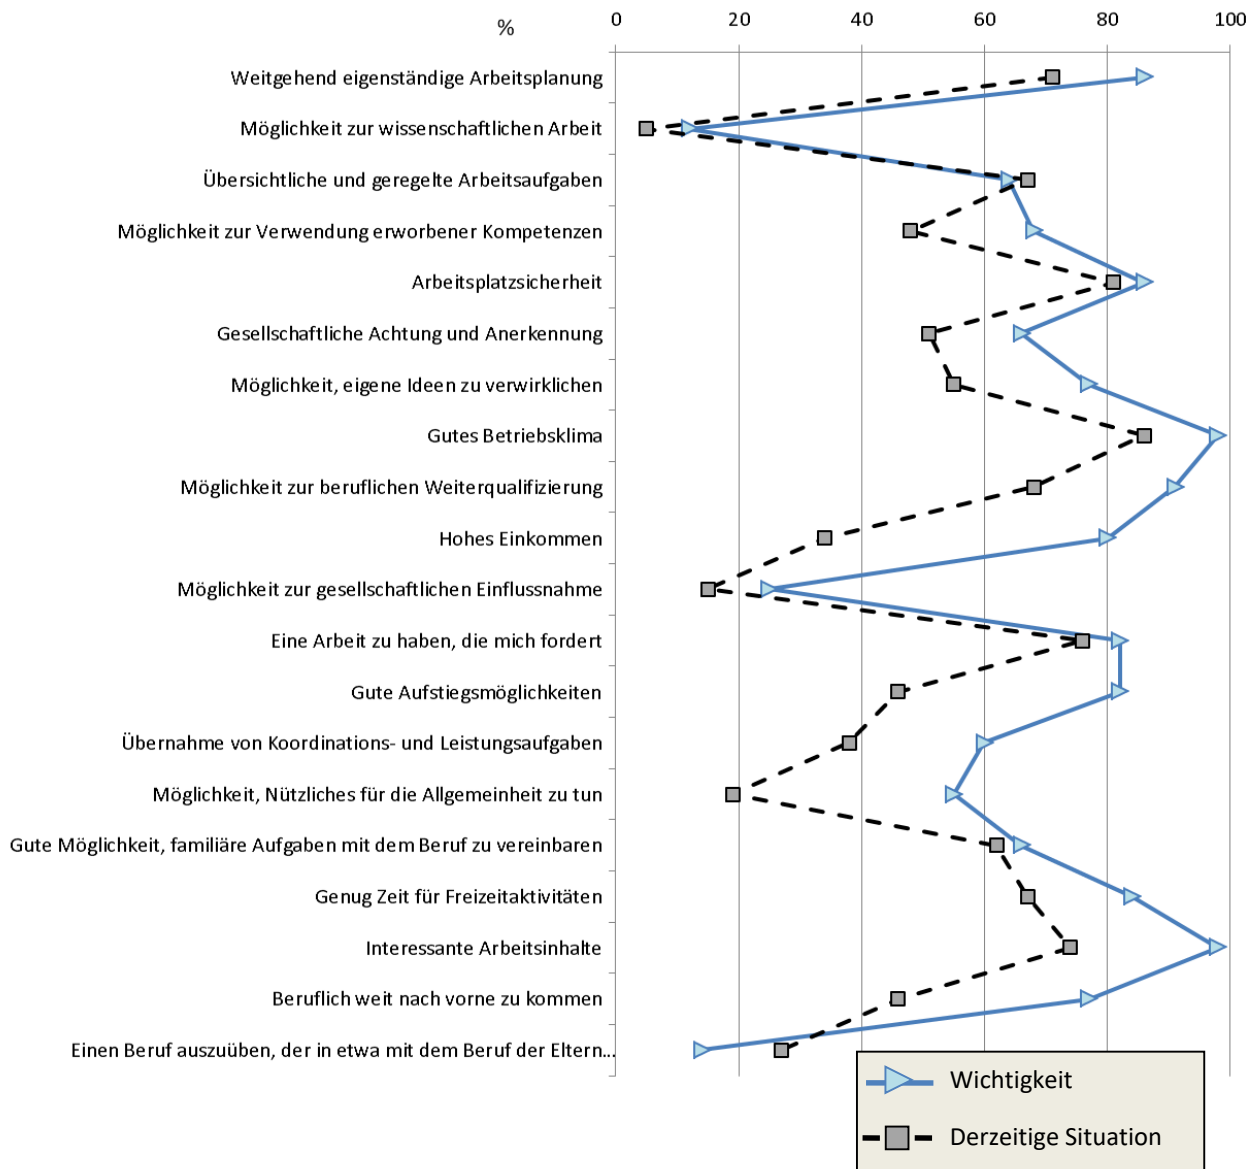 % 0 20 40 60 80 100
Weitgehend eigenständige Arbeitsplanung
Möglichkeit zur wissenschaftlichen Arbeit
Übersichtliche und geregelte Arbeitsaufgaben
Möglichkeit zur Verwendung erworbener Kompetenzen
Arbeitsplatzsicherheit
Gesellschaftliche Achtung und Anerkennung
Möglichkeit, eigene Ideen zu verwirklichen
Gutes Betriebsklima
Möglichkeit zur beruflichen Weiterqualifizierung
Hohes Einkommen
Möglichkeit zur gesellschaftlichen Einflussnahme
Eine Arbeit zu haben, die mich fordert
Gute Aufstiegsmöglichkeiten
Übernahme von Koordinations- und Leistungsaufgaben
Möglichkeit, Nützliches für die Allgemeinheit zu tun
Gute Möglichkeit, familiäre Aufgaben mit dem Beruf zu vereinbaren
Genug Zeit für Freizeitaktivitäten
Interessante Arbeitsinhalte
Beruflich weit nach vorne zu kommen
Einen Beruf auszuüben, der in etwa mit dem Beruf der Eltern...
Wichtigkeit
Derzeitige Situation